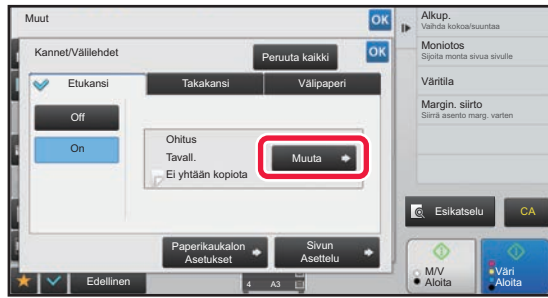 Muut
OK
Kannet/Välilehdet
Peruuta kaikki
OK
Etukansi
Takakansi
Välipaperi
Off
On
Ohitus
Tavall.
Ei yhtään kopiota
Muuta
Paperikaukalon
Asetukset
Sivun
Asettelu
Edellinen
4 A3
Alkup.
Vaihda kokoa/suuntaa
Moniotos
Sijoita monta sivua sivulle
Väritila
Margin. siirto
Siirrä asento marg. varten
Esikatselu
CA
M/V
Aloita
Väri
Aloita